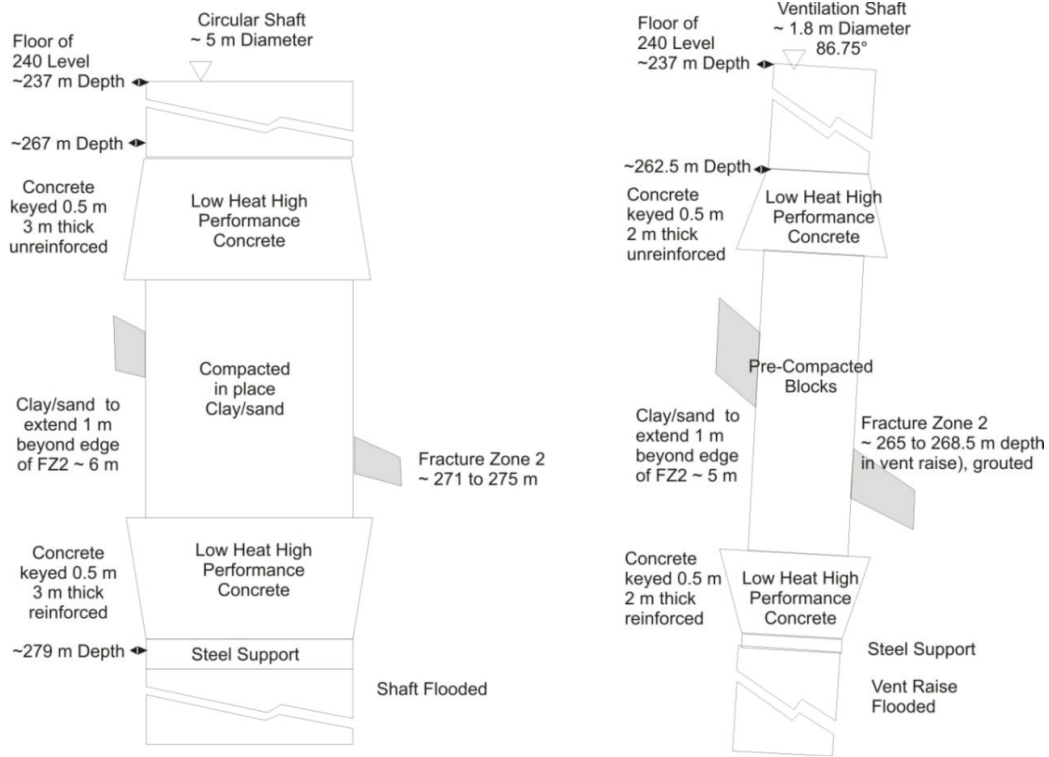 Circular Shaft
~ 5 m Diameter
Floor of
240 Level
~237 m Depth
~267 m Depth
Concrete
keyed 0.5 m
3 m thick
unreinforced
Low Heat High
Performance
Concrete
Compacted
in place
Clay/sand
Clay/sand to
extend 1 m
beyond edge
of FZ2 ~ 6 m
Fracture Zone 2
~ 271 to 275 m
Concrete
keyed 0.5 m
3 m thick
reinforced
Low Heat High
Performance
Concrete
~279 m Depth
Steel Support
Shaft Flooded
Ventilation Shaft
~ 1.8 m Diameter
86.75°
Floor of
240 Level
~237 m Depth
~262.5 m Depth
Concrete
keyed 0.5 m
2 m thick
unreinforced
Low Heat High
Performance
Concrete
Pre-Compacted
Blocks
Clay/sand to
extend 1 m
beyond edge
of FZ2 ~ 5 m
Fracture Zone 2
~ 265 to 268.5 m depth
in vent raise), grouted
Concrete
keyed 0.5 m
2 m thick
reinforced
Low Heat High
Performance
Concrete
Steel Support
Vent Raise
Flooded